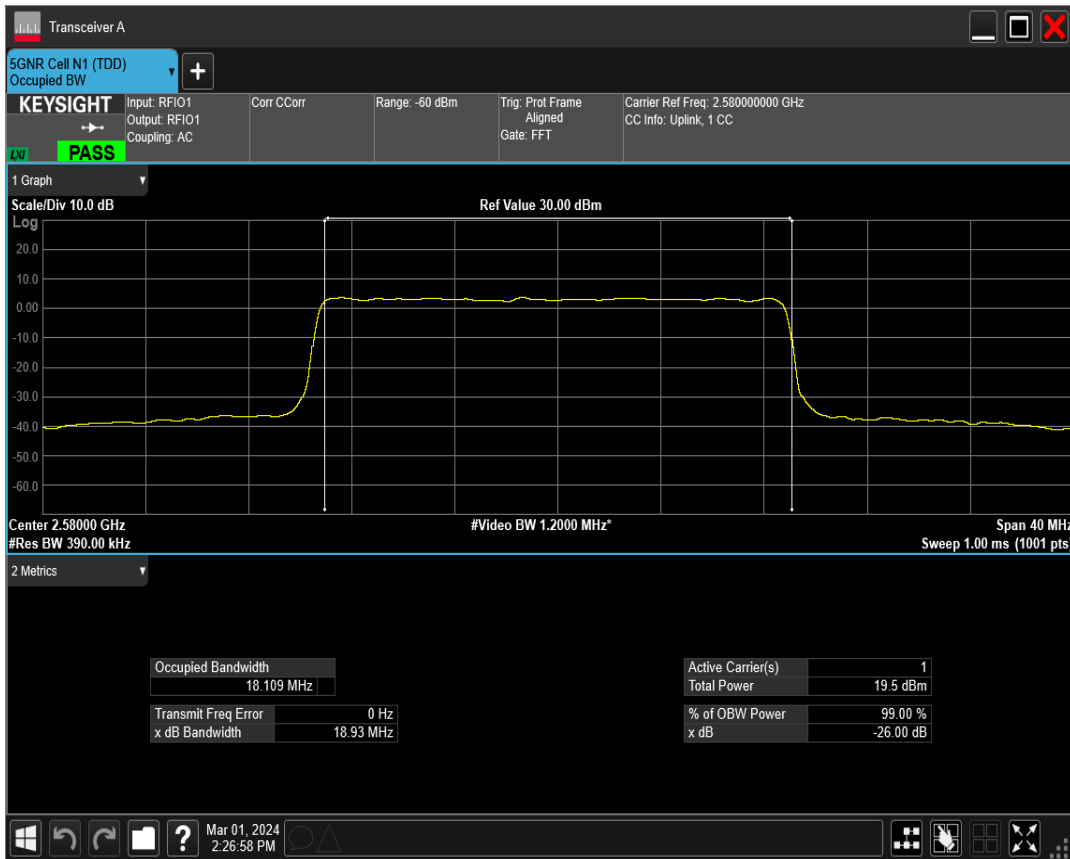 Transceiver A
5GNR Cell N1 (TDD)
Occupied BW
+
KEYSIGHT
LXI
PASS
Input: RFIO1
Output: RFIO1
Coupling: AC
Corr CCorr
Range: -60 dBm
Trig: Prot Frame
Aligned
Gate: FFT
Carrier Ref Freq: 2.580000000 GHz
CC Info: Uplink, 1 CC
1 Graph
Scale/Div 10.0 dB
Ref Value 30.00 dBm
Log
20.0
10.0
0.00
-10.0
-20.0
-30.0
-40.0
-50.0
-60.0
Center 2.58000 GHz
#Video BW 1.2000 MHz*
Span 40 MHz
#Res BW 390.00 kHz
Sweep 1.00 ms (1001 pts)
2 Metrics
Occupied Bandwidth
18.109 MHz
Transmit Freq Error 0 Hz
x dB Bandwidth 18.93 MHz
Active Carrier(s) 1
Total Power 19.5 dBm
% of OBW Power 99.00 %
x dB -26.00 dB
?
Mar 01, 2024
2:26:58 PM